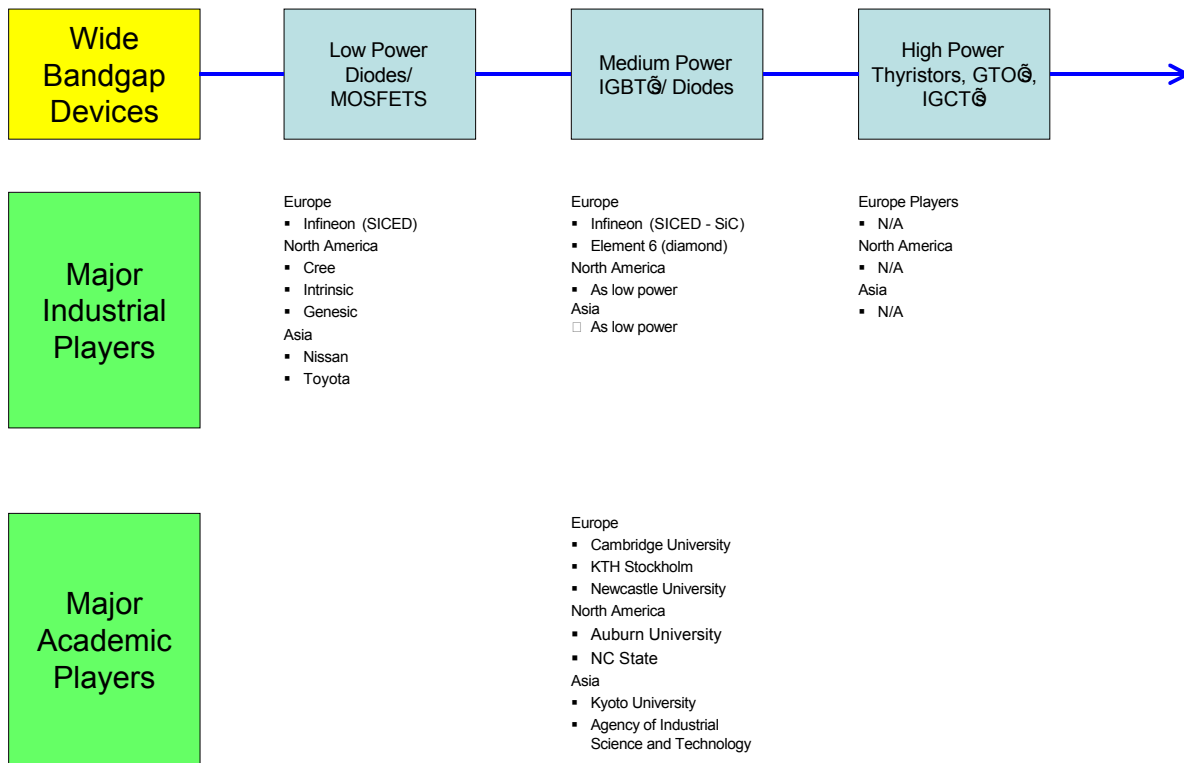 Wide
Bandgap
Devices
Low Power
Diodes/
MOSFETS
Medium Power
IGBTÕs/ Diodes
High Power
Thyristors, GTOÕs,
IGCTÕs
Major
Industrial
Players
Europe
▪ Infineon (SICED)
North America
▪ Cree
▪ Intrinsic
▪ Genesic
Asia
▪ Nissan
▪ Toyota
Europe
▪ Infineon (SICED - SiC)
▪ Element 6 (diamond)
North America
▪ As low power
Asia
□ As low power
Europe Players
▪ N/A
North America
▪ N/A
Asia
▪ N/A
Major
Academic
Players
Europe
▪ Cambridge University
▪ KTH Stockholm
▪ Newcastle University
North America
▪ Auburn University
▪ NC State
Asia
▪ Kyoto University
▪ Agency of Industrial
Science and Technology